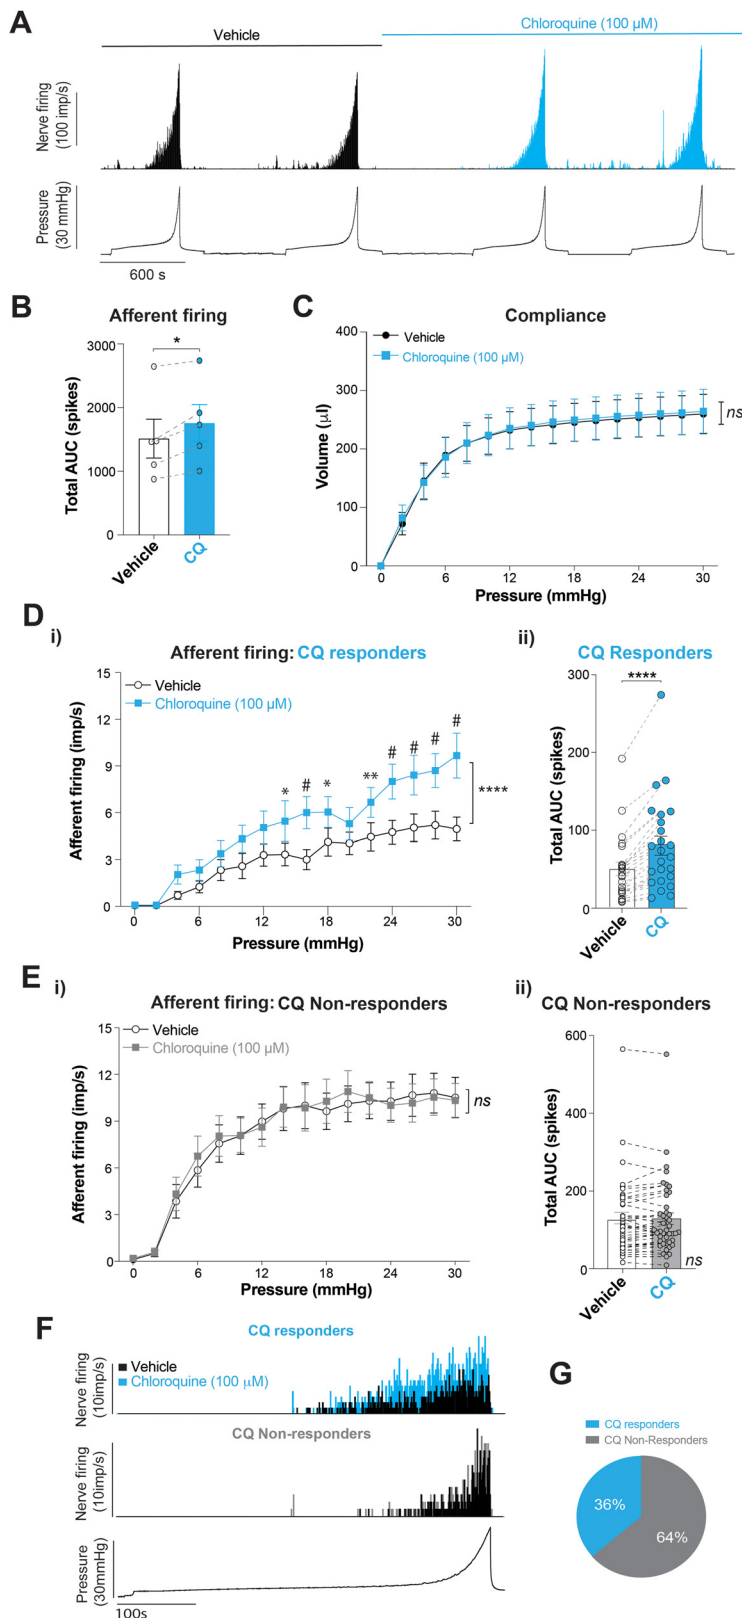 A
Vehicle
Chloroquine (100 µM)
Nerve firing
(100 imp/s)
Pressure
(30 mmHg)
600 s
B
Afferent firing
*
3000
2000
1000
0
Total AUC (spikes)
Vehicle
CQ
C
Compliance
Vehicle
Chloroquine (100 µM)
400
300
200
100
0
Volume (µl)
ns
0 6 12 18 24 30
Pressure (mmHg)
D
i)
Afferent firing: CQ responders
Vehicle
Chloroquine (100 µM)
15
12
9
6
3
0
Afferent firing (imp/s)
* # * ** # # # #
****
0 6 12 18 24 30
Pressure (mmHg)
ii)
CQ Responders
****
300
200
100
0
Total AUC (spikes)
Vehicle
CQ
E
i)
Afferent firing: CQ Non-responders
Vehicle
Chloroquine (100 µM)
15
12
9
6
3
0
Afferent firing (imp/s)
ns
0 6 12 18 24 30
Pressure (mmHg)
ii)
CQ Non-responders
600
400
200
0
Total AUC (spikes)
ns
Vehicle
CQ
F
CQ responders
Vehicle
Chloroquine (100 µM)
Nerve firing
(10imp/s)
CQ Non-responders
Nerve firing
(10imp/s)
Pressure
(30mmHg)
100s
G
CQ responders
CQ Non-Responders
36%
64%